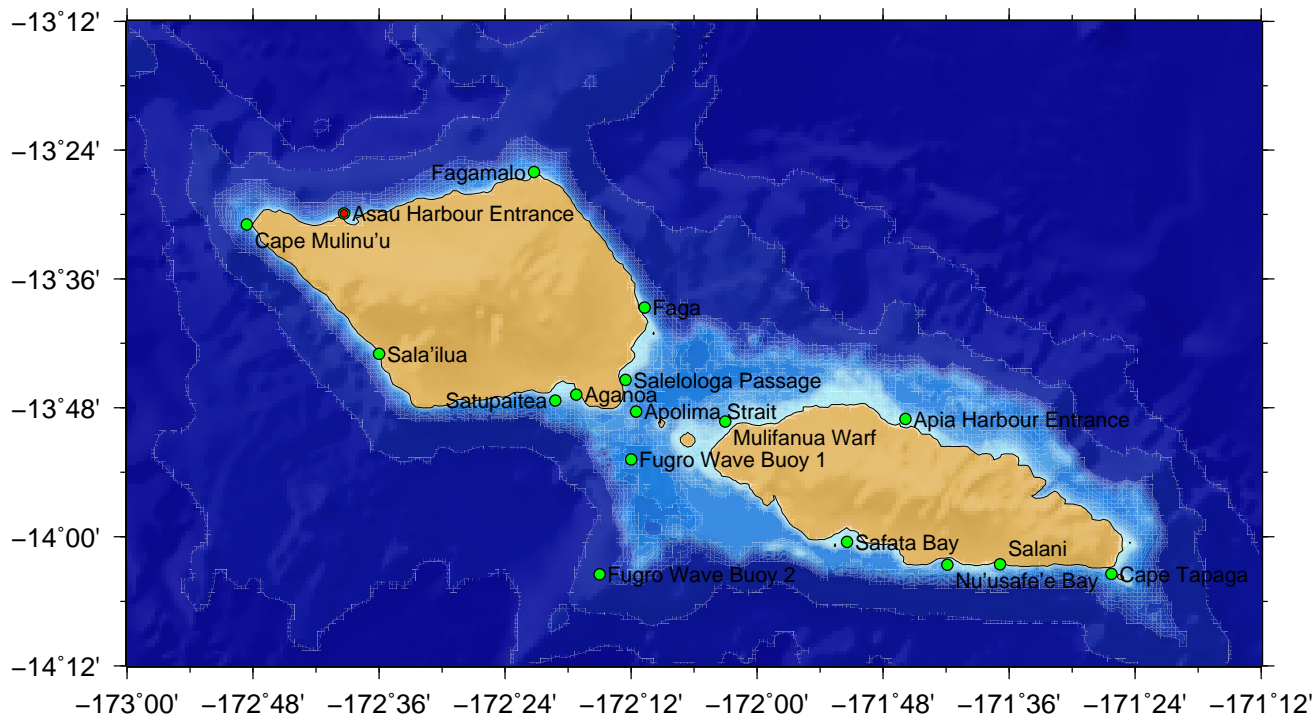 −13˚12'
−13˚24'
−13˚36'
−13˚48'
−14˚00'
−14˚12'
Fagamalo
Asau Harbour Entrance
Cape Mulinu’u
Faga
Sala’ilua
Salelologa Passage
Satupaitea
Aganoa
Apolima Strait
Apia Harbour Entrance
Mulifanua Warf
Fugro Wave Buoy 1
Safata Bay
Salani
Fugro Wave Buoy 2
Nu’usafe’e Bay
Cape Tapaga
−173˚00' −172˚48' −172˚36' −172˚24' −172˚12' −172˚00' −171˚48' −171˚36' −171˚24' −171˚12'